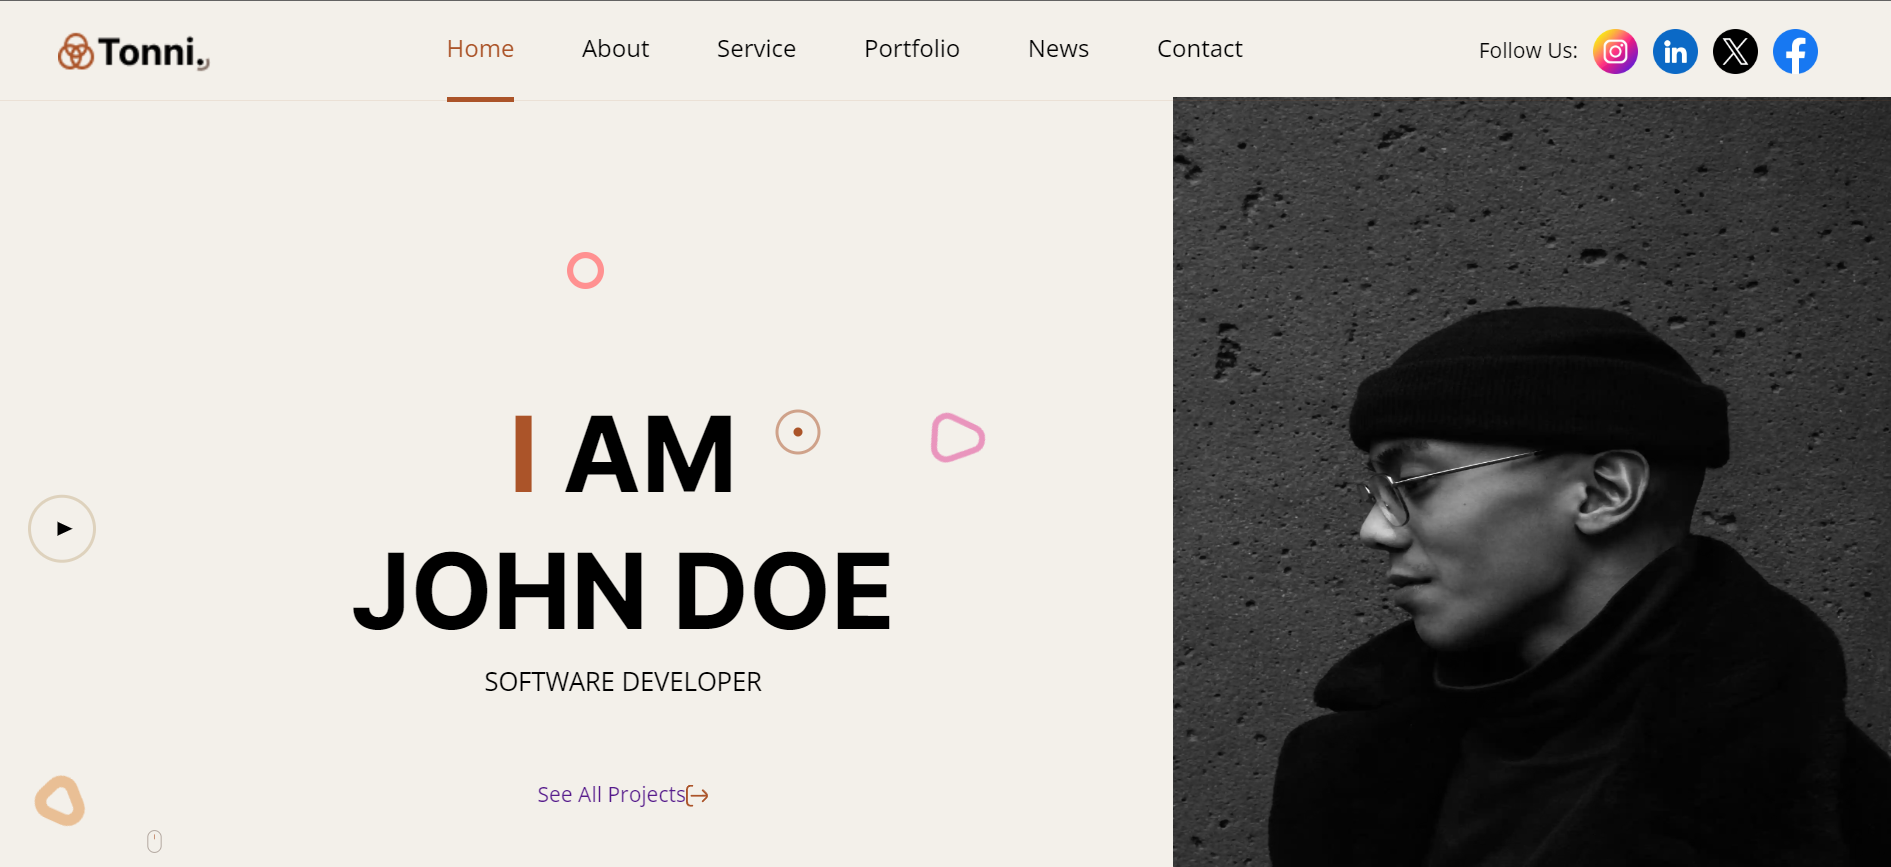 Tonni.
Home About Service Portfolio News Contact
Follow Us:
I AM
JOHN DOE
SOFTWARE DEVELOPER
See All Projects